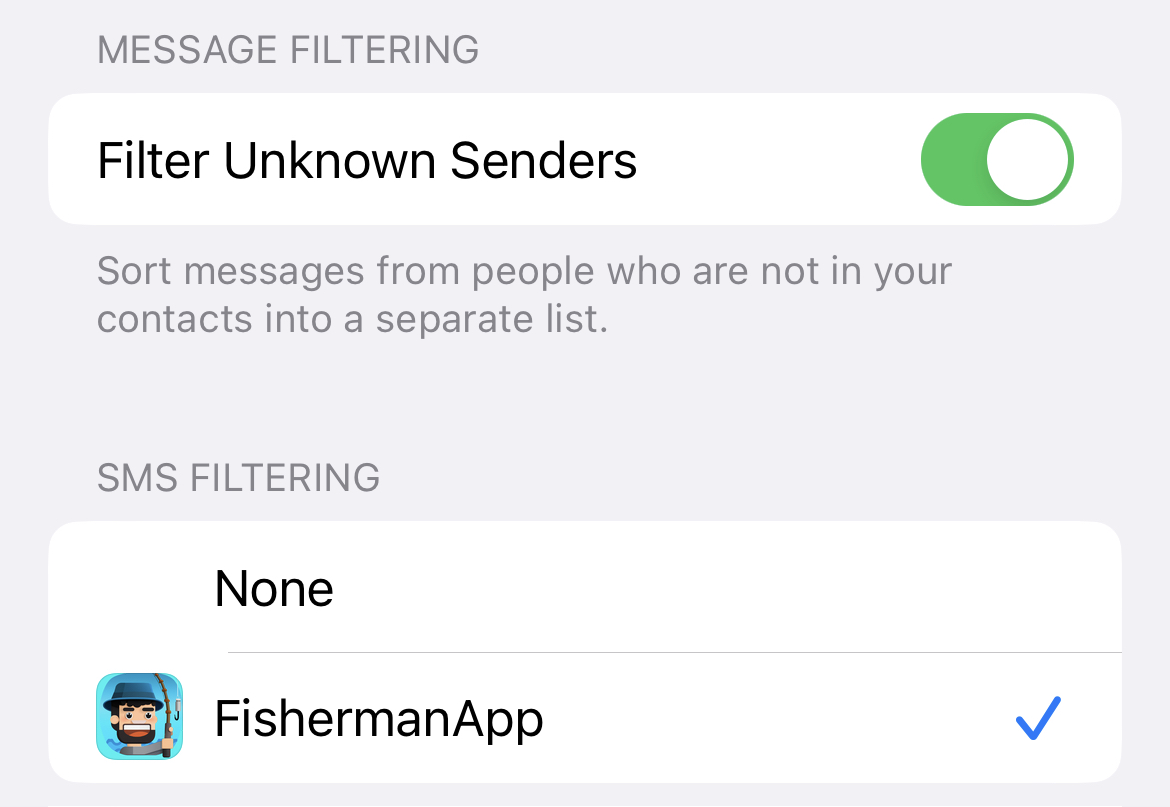 MESSAGE FILTERING
Filter Unknown Senders
Sort messages from people who are not in your
contacts into a separate list.
SMS FILTERING
None
FishermanApp